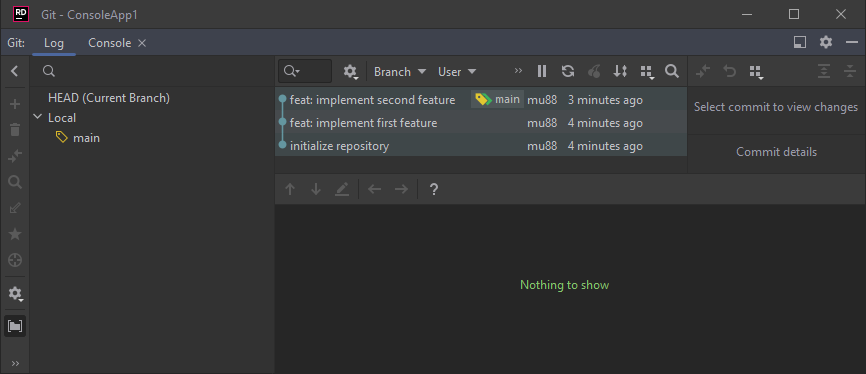 RD
Git - ConsoleApp1
Git: Log Console
Branch User
HEAD (Current Branch)
Local
main
feat: implement second feature main mu88 3 minutes ago
feat: implement first feature mu88 4 minutes ago
initialize repository mu88 4 minutes ago
Select commit to view changes
Commit details
?
Nothing to show